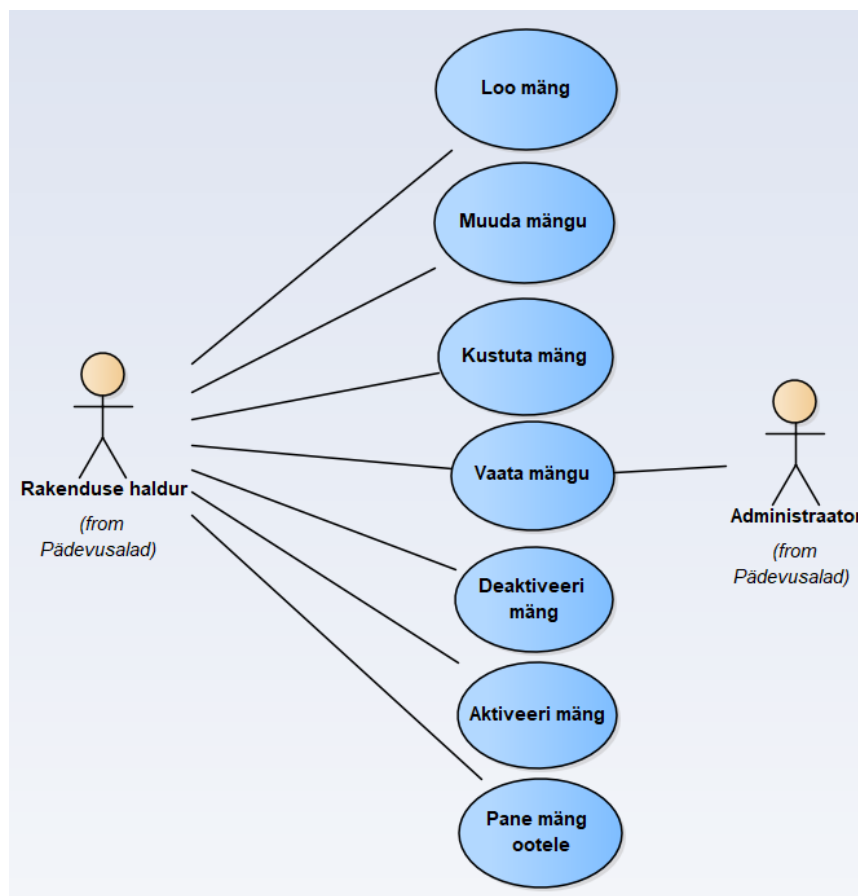 Loo mäng
Muuda mängu
Kustuta mäng
Rakenduse haldur
(from
Pädevusalad)
Vaata mängu
Administraator
(from
Pädevusalad)
Deaktiveeri
mäng
Aktiveeri mäng
Pane mäng
ootele